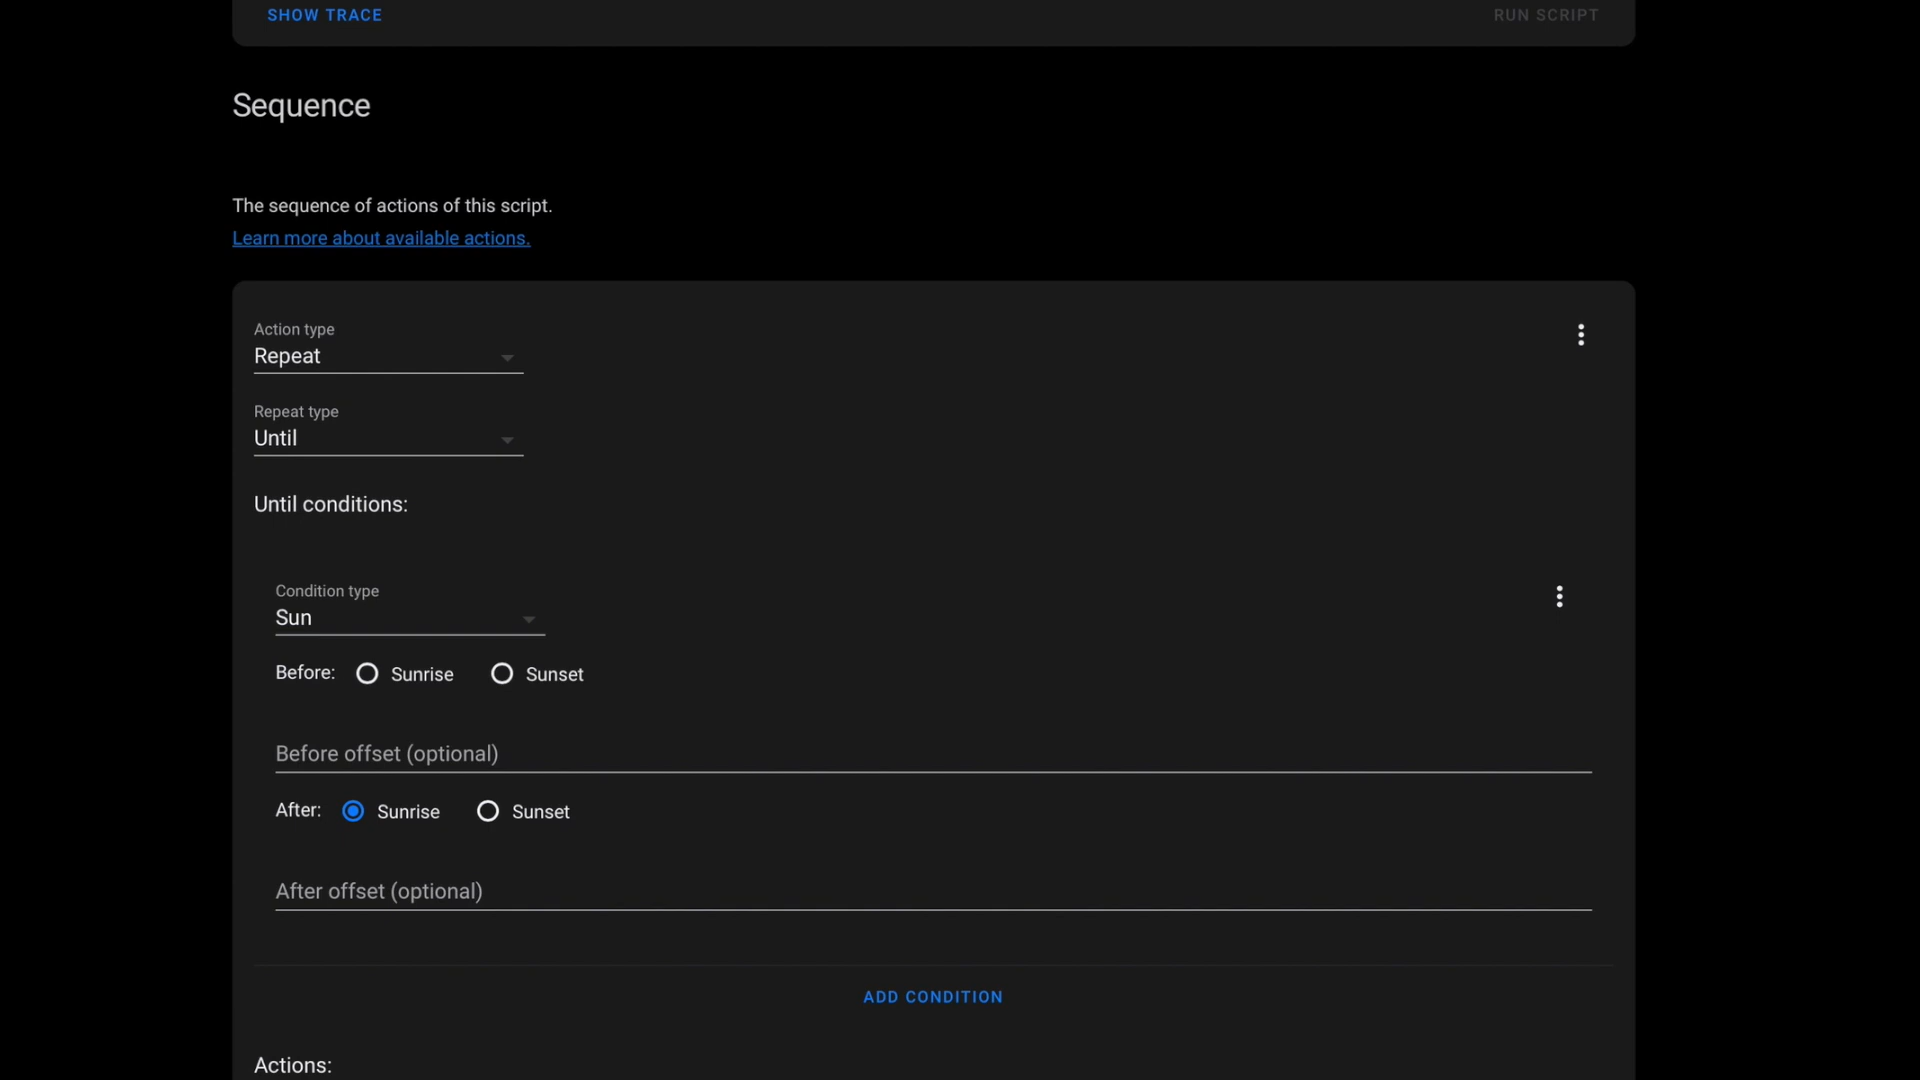 SHOW TRACE
RUN SCRIPT
Sequence
The sequence of actions of this script.
Learn more about available actions.
Action type
Repeat
Repeat type
Until
Until conditions:
Condition type
Sun
Before: Sunrise Sunset
Before offset (optional)
After: Sunrise Sunset
After offset (optional)
ADD CONDITION
Actions: